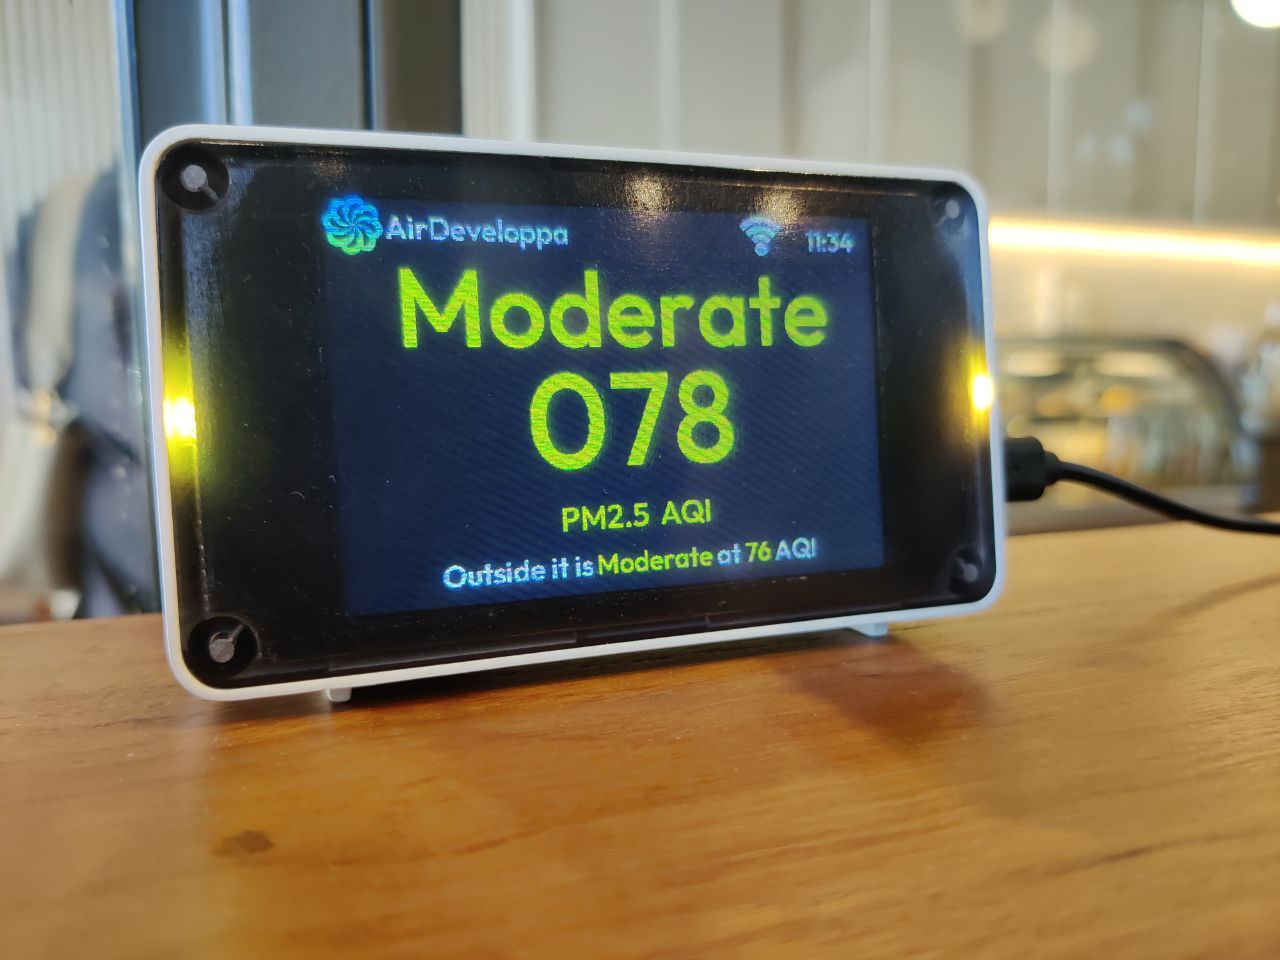 AirDeveloppa 11:34
Moderate
078
PM2.5 AQI
Outside it is Moderate at 76 AQI